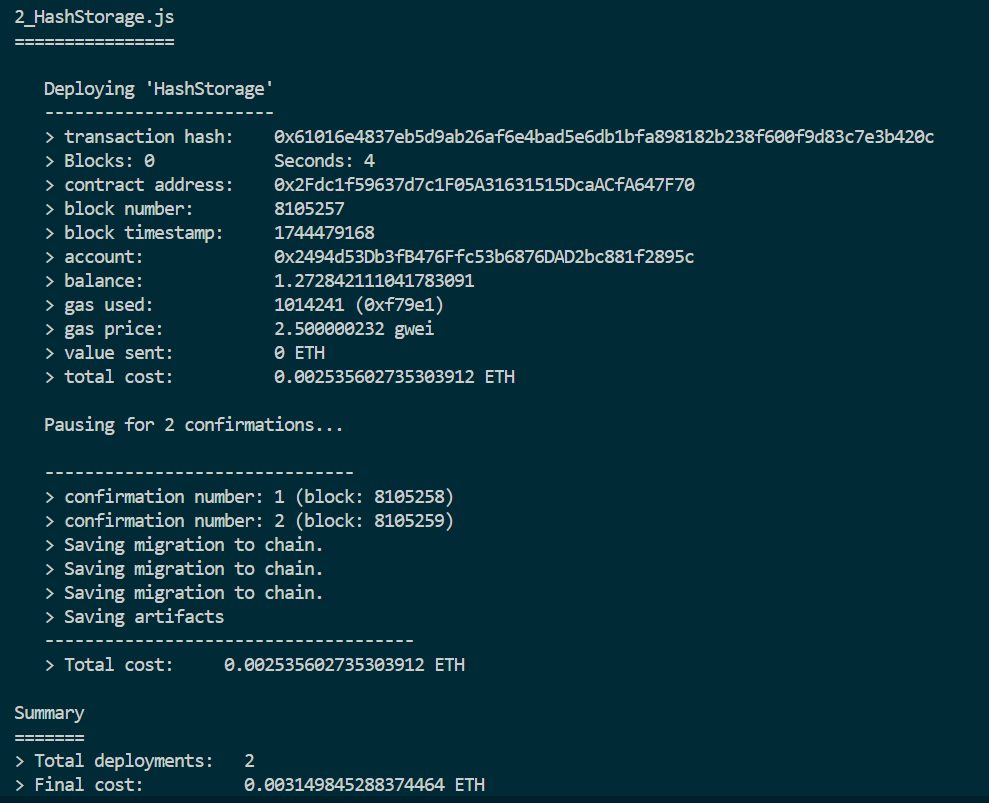 2_HashStorage.js
================
Deploying 'HashStorage'
-----------------------
> transaction hash:    0x61016e4837eb5d9ab26af6e4bad5e6db1bfa898182b238f600f9d83c7e3b420c
> Blocks: 0            Seconds: 4
> contract address:    0x2Fdc1f59637d7c1F05A31631515DcaACfA647F70
> block number:        8105257
> block timestamp:     1744479168
> account:             0x2494d53Db3fB476Ffc53b6876DAD2bc881f2895c
> balance:             1.272842111041783091
> gas used:            1014241 (0xf79e1)
> gas price:           2.500000232 gwei
> value sent:          0 ETH
> total cost:          0.002535602735303912 ETH
Pausing for 2 confirmations...
-------------------------------
> confirmation number: 1 (block: 8105258)
> confirmation number: 2 (block: 8105259)
> Saving migration to chain.
> Saving migration to chain.
> Saving migration to chain.
> Saving artifacts
-------------------------------------
> Total cost:     0.002535602735303912 ETH
Summary
=======
> Total deployments:   2
> Final cost:          0.003149845288374464 ETH